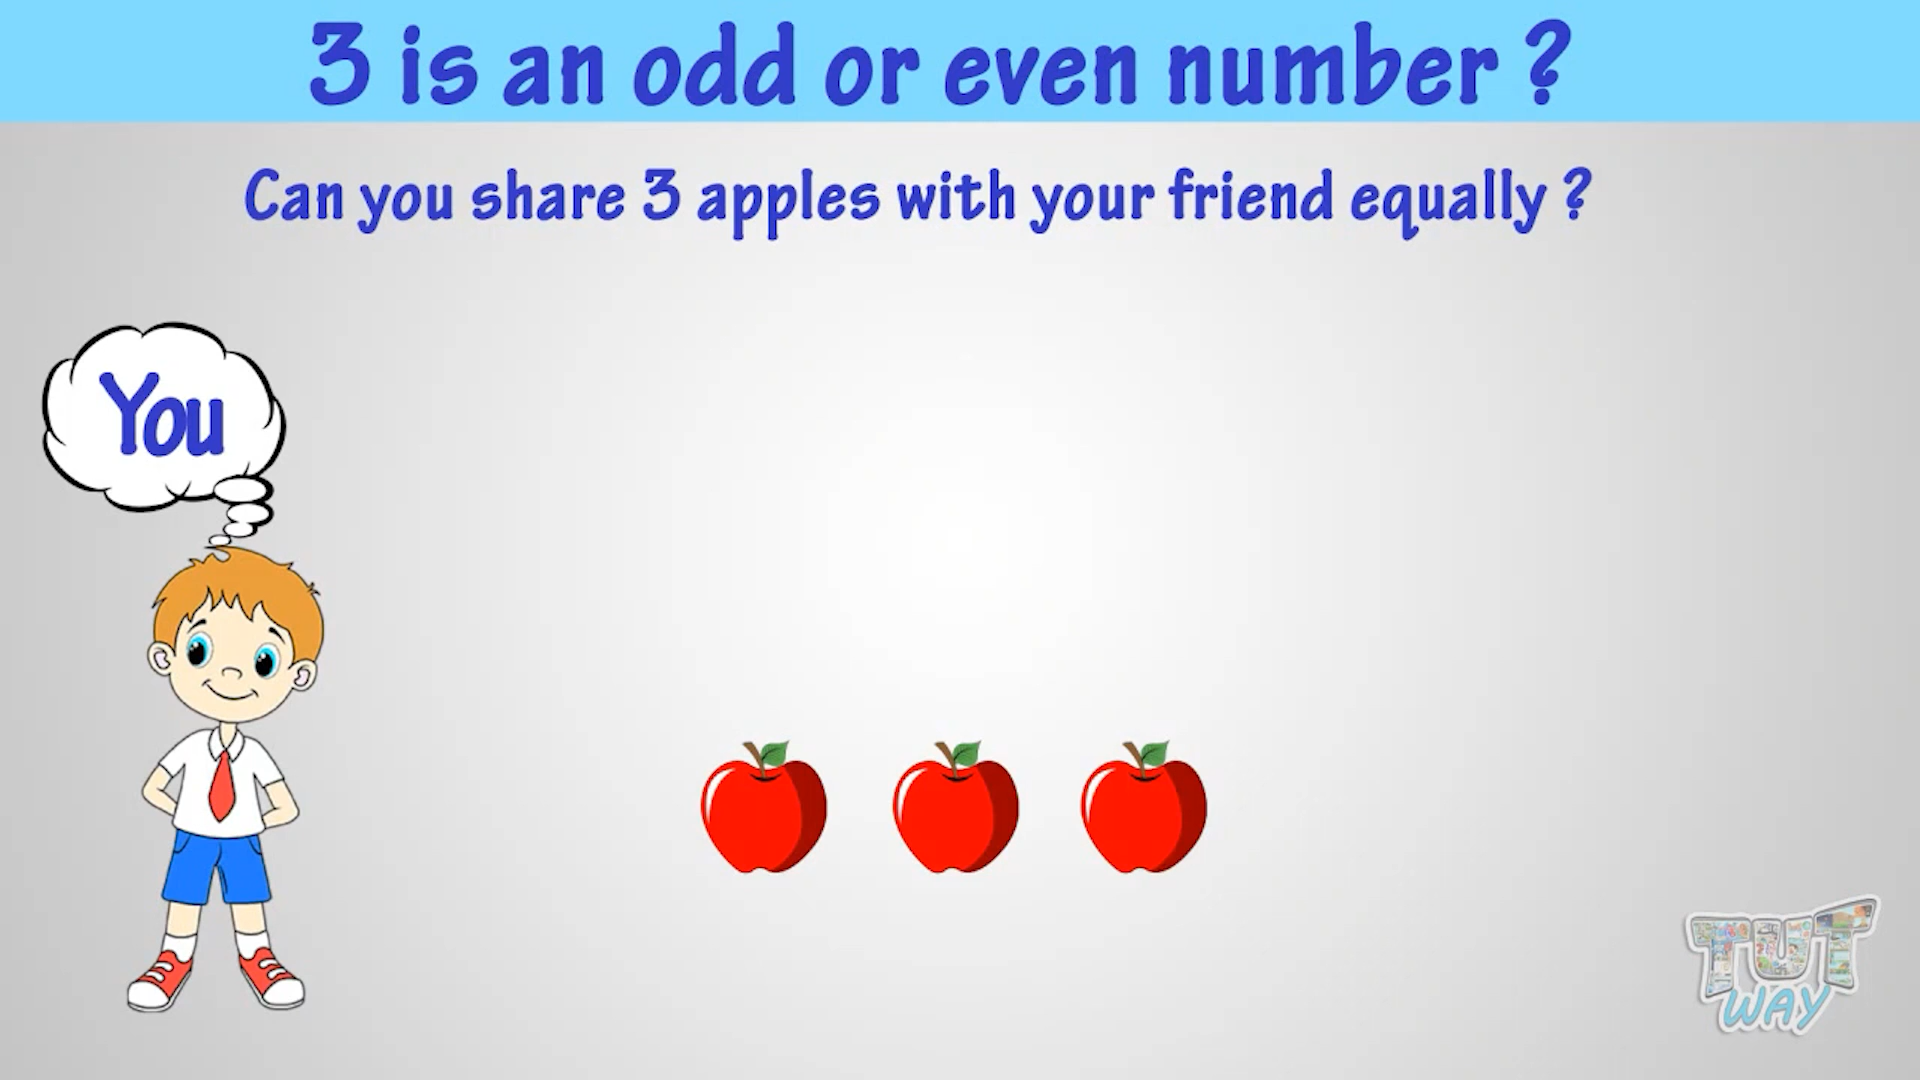 3 is an odd or even number ?
Can you share 3 apples with your friend equally ?
You
TUT
WAY